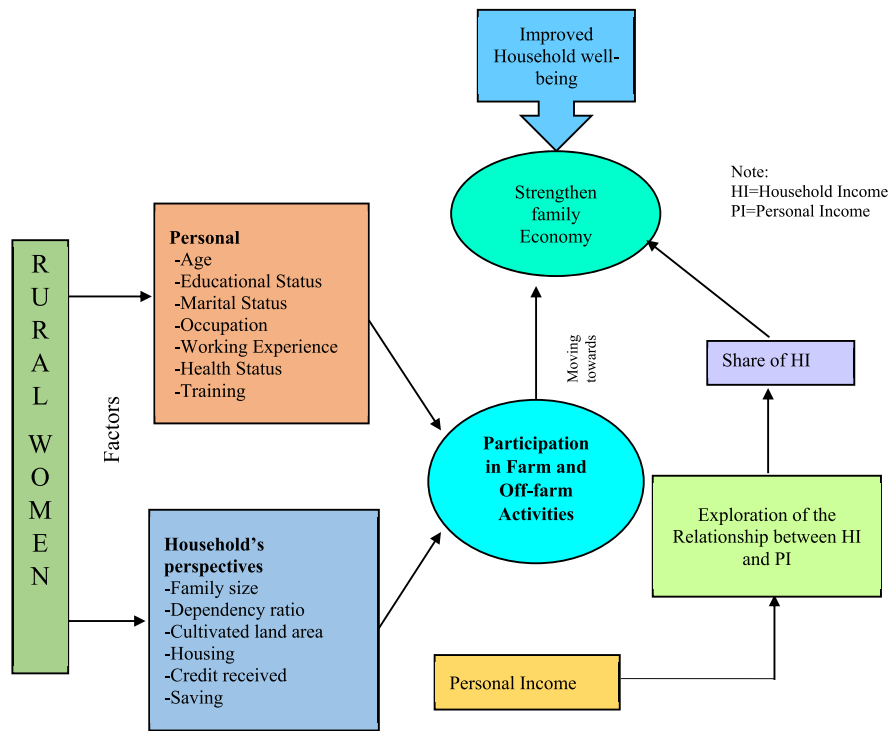 Improved
Household well-
being
Strengthen
family
Economy
Note:
HI=Household Income
PI=Personal Income
RURAL WOMEN
Factors
Personal
-Age
-Educational Status
-Marital Status
-Occupation
-Working Experience
-Health Status
-Training
Moving
towards
Share of HI
Participation
in Farm and
Off-farm
Activities
Exploration of the
Relationship between HI
and PI
Household’s
perspectives
-Family size
-Dependency ratio
-Cultivated land area
-Housing
-Credit received
-Saving
Personal Income